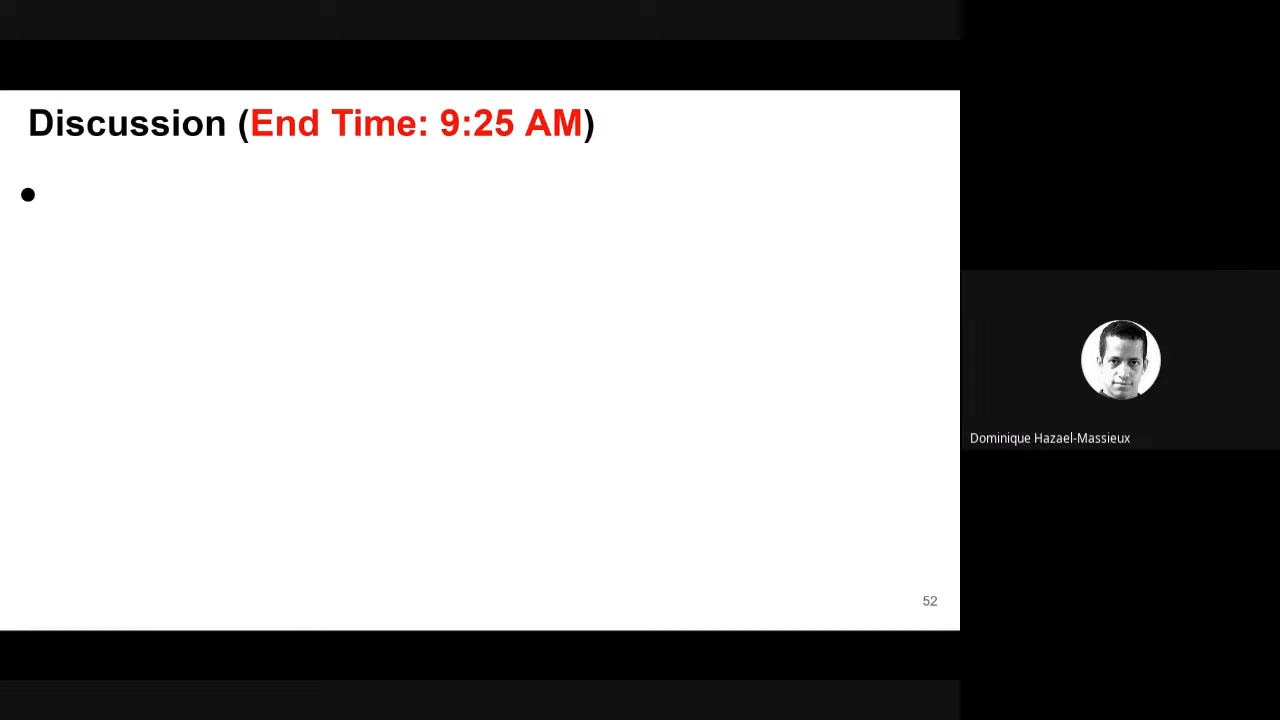 Discussion (End Time: 9:25 AM)
●
Dominique Hazael-Massieux
52